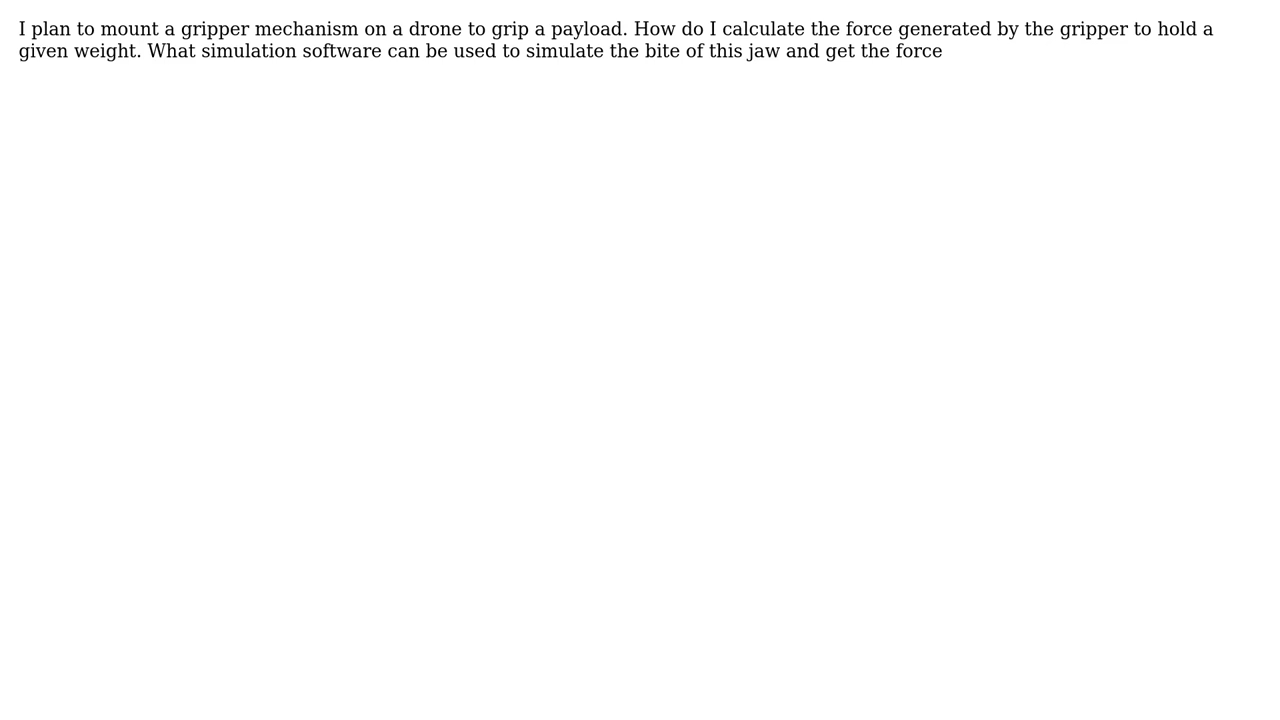 I plan to mount a gripper mechanism on a drone to grip a payload. How do I calculate the force generated by the gripper to hold a
given weight. What simulation software can be used to simulate the bite of this jaw and get the force